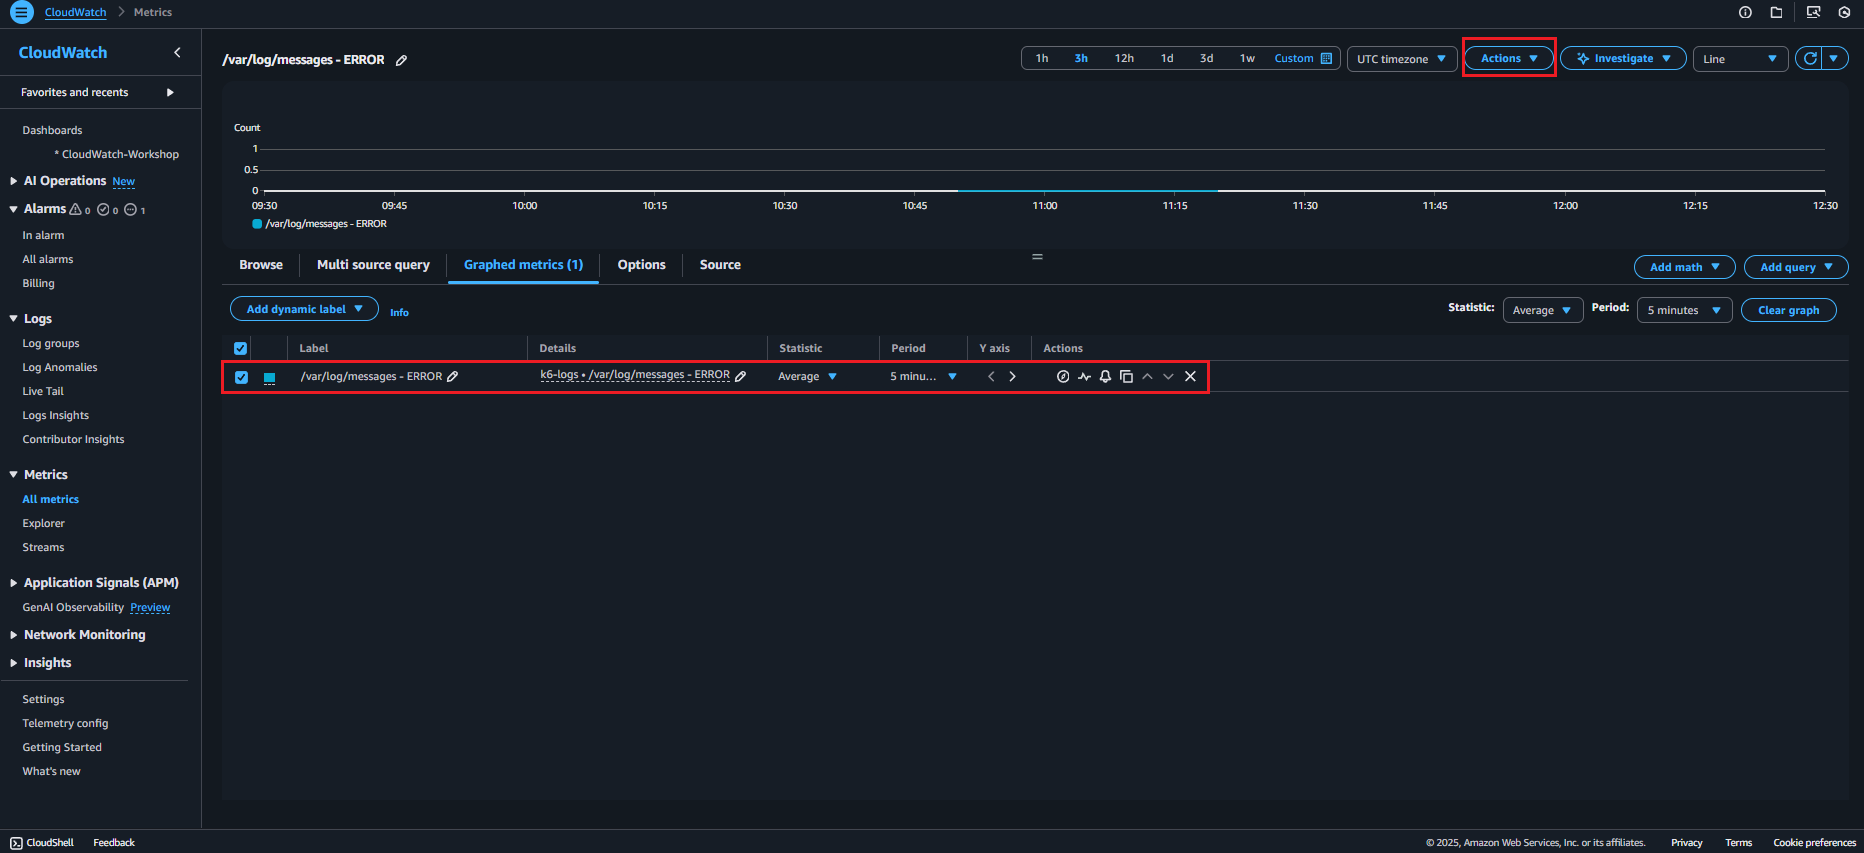 CloudWatch > Metrics
CloudWatch
Favorites and recents
Dashboards
* CloudWatch-Workshop
AI Operations New
Alarms 0 0 1
In alarm
All alarms
Billing
Logs
Log groups
Log Anomalies
Live Tail
Logs Insights
Contributor Insights
Metrics
All metrics
Explorer
Streams
Application Signals (APM)
GenAI Observability Preview
Network Monitoring
Insights
Settings
Telemetry config
Getting Started
What's new
/var/log/messages - ERROR
1h 3h 12h 1d 3d 1w Custom
UTC timezone
Actions
Investigate
Line
Count
1
0.5
0
09:30 09:45 10:00 10:15 10:30 10:45 11:00 11:15 11:30 11:45 12:00 12:15 12:30
/var/log/messages - ERROR
Browse Multi source query Graphed metrics (1) Options Source
Add math Add query
Add dynamic label Info
Statistic: Average Period: 5 minutes Clear graph
Label Details Statistic Period Y axis Actions
/var/log/messages - ERROR k6-logs • /var/log/messages - ERROR Average 5 minu...
CloudShell Feedback
© 2025, Amazon Web Services, Inc. or its affiliates. Privacy Terms Cookie preferences